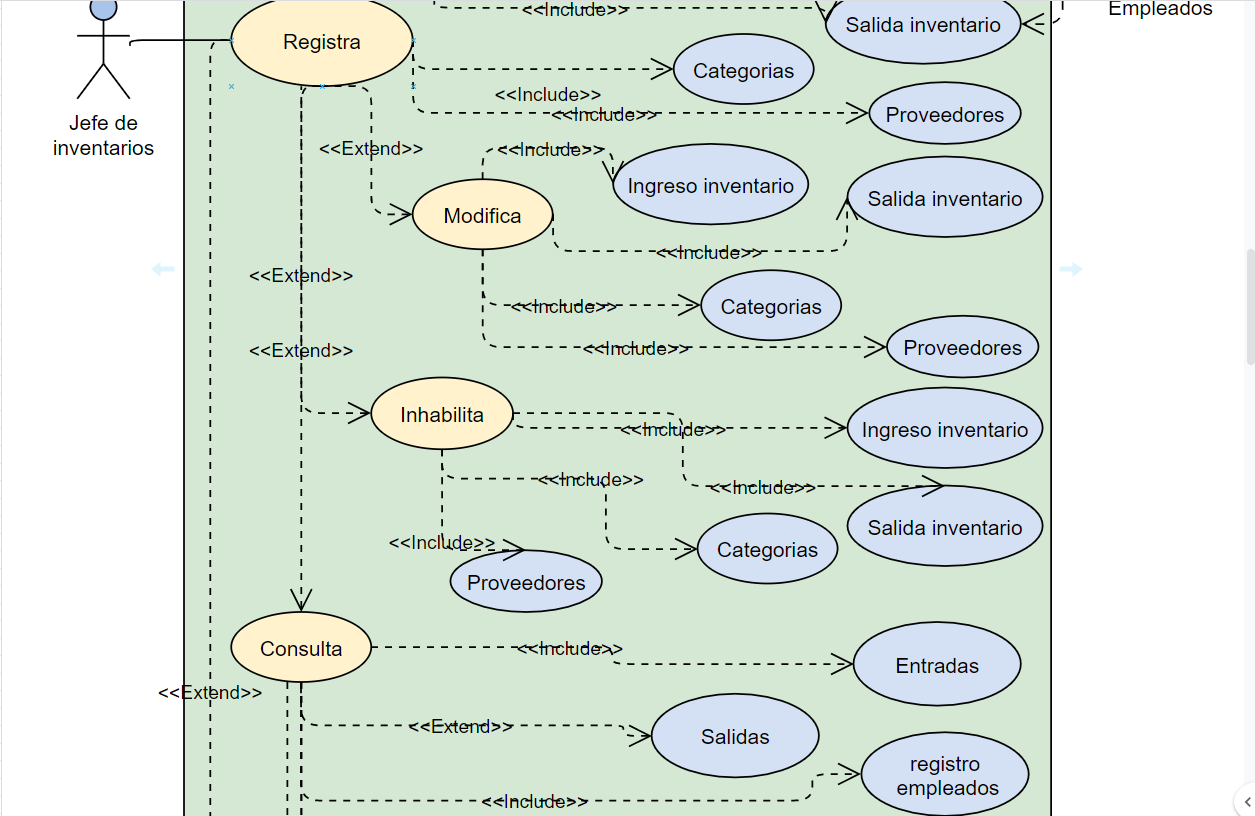 <<Include>>
Empleados
Salida inventario
Registra
Categorias
<<Include>>
<<Include>>
Proveedores
Jefe de
inventarios
<<Extend>>
<<Include>>
Ingreso inventario
Salida inventario
Modifica
<<Include>>
<<Extend>>
<<Include>>
Categorias
<<Extend>>
<<Include>>
Proveedores
Inhabilita
<<Include>>
Ingreso inventario
<<Include>>
<<Include>>
Salida inventario
<<Include>>
Categorias
Proveedores
Consulta
<<Include>>
Entradas
<<Extend>>
<<Extend>>
Salidas
registro
empleados
<<Include>>